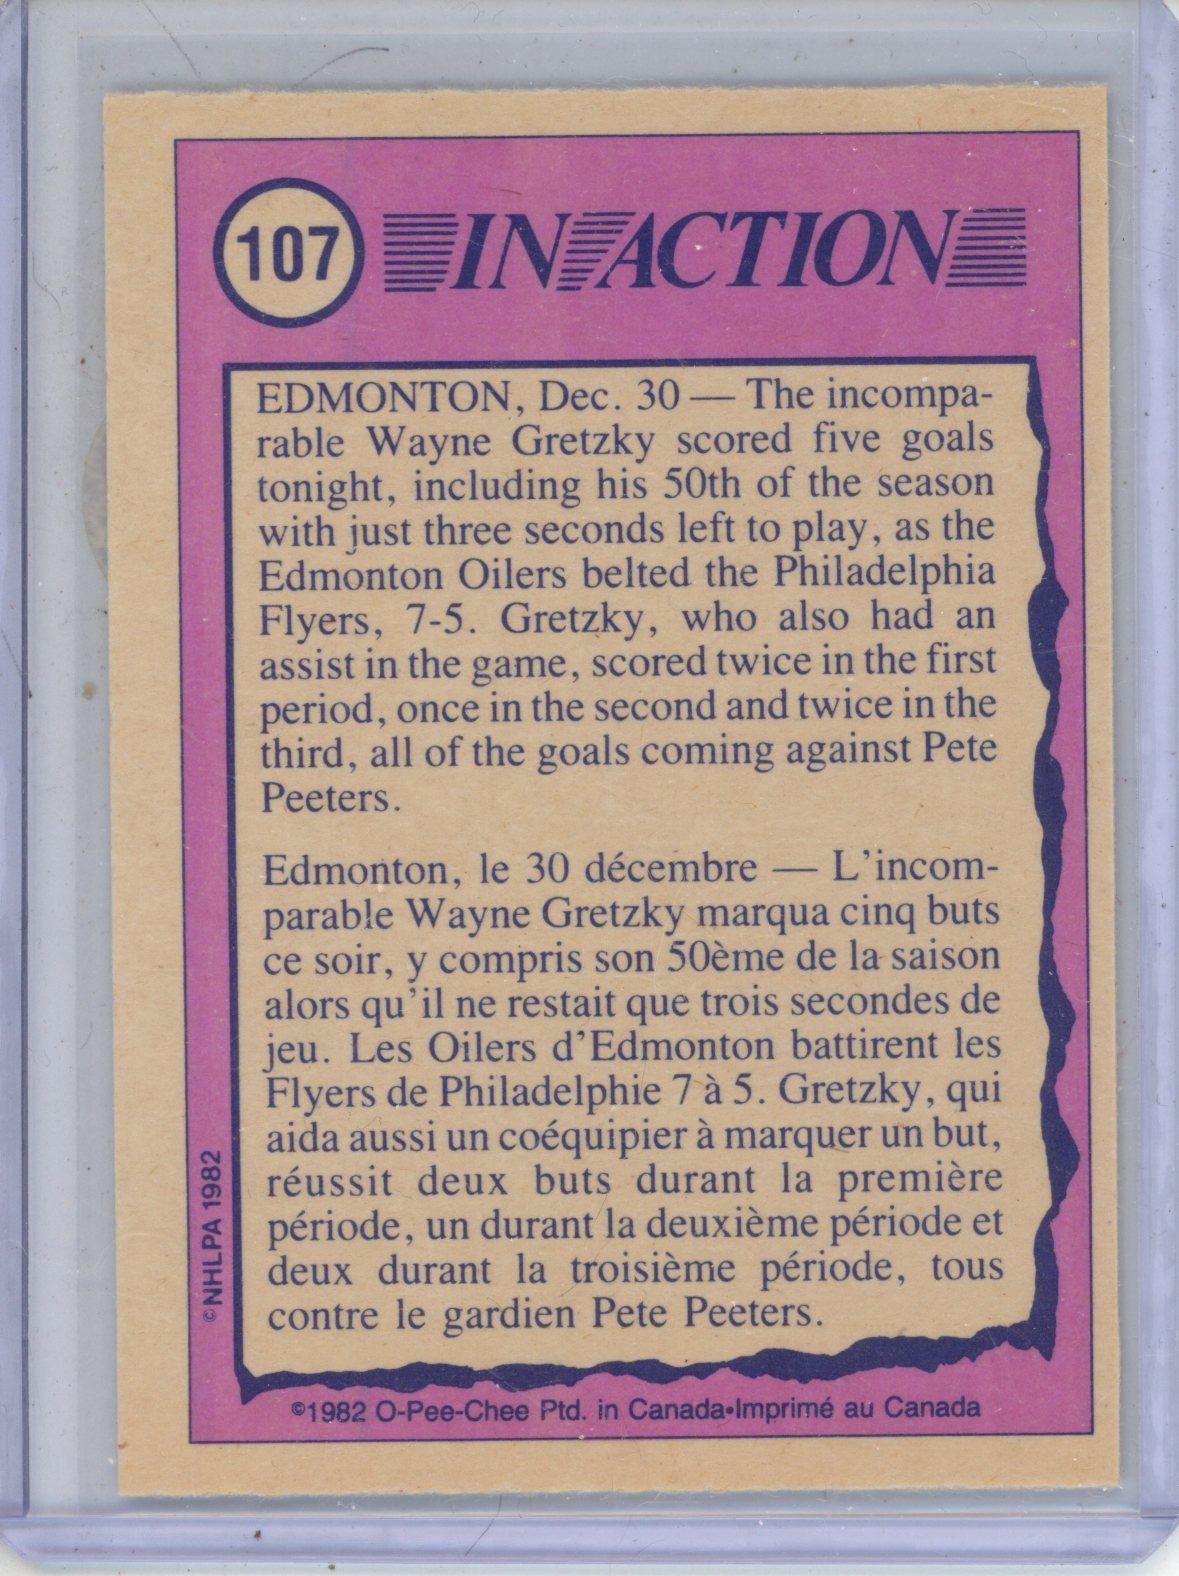 107 IN ACTION
EDMONTON, Dec. 30 — The incompa-
rable Wayne Gretzky scored five goals
tonight, including his 50th of the season
with just three seconds left to play, as the
Edmonton Oilers belted the Philadelphia
Flyers, 7-5. Gretzky, who also had an
assist in the game, scored twice in the first
period, once in the second and twice in the
third, all of the goals coming against Pete
Peeters.
Edmonton, le 30 décembre — L'incom-
parable Wayne Gretzky marqua cinq buts
ce soir, y compris son 50ème de la saison
alors qu'il ne restait que trois secondes de
jeu. Les Oilers d'Edmonton battirent les
Flyers de Philadelphie 7 à 5. Gretzky, qui
aida aussi un coéquipier à marquer un but,
réussit deux buts durant la première
période, un durant la deuxième période et
deux durant la troisième période, tous
contre le gardien Pete Peeters.
©NHLPA 1982
©1982 O-Pee-Chee Ptd. in Canada•Imprimé au Canada